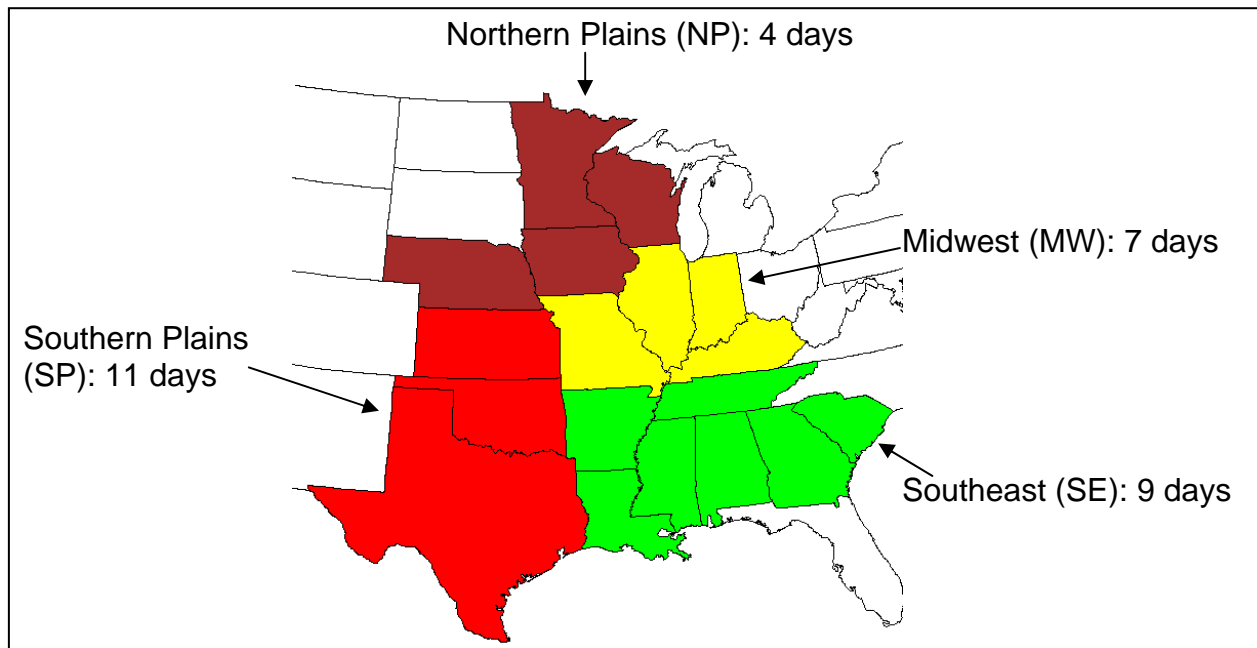 Northern Plains (NP): 4 days
Midwest (MW): 7 days
Southern Plains
(SP): 11 days
Southeast (SE): 9 days